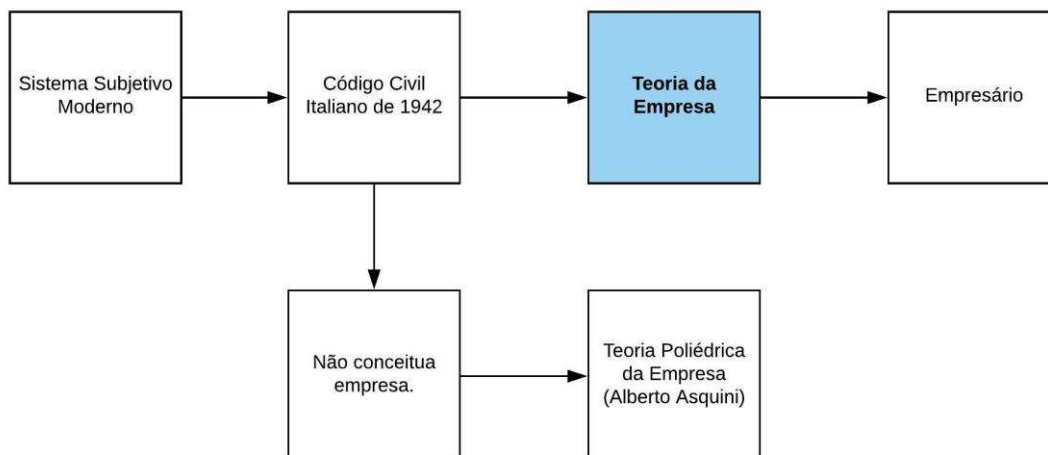 Sistema Subjetivo
Moderno
Código Civil
Italiano de 1942
Teoria da
Empresa
Empresário
Não conceitua
empresa.
Teoria Poliédrica
da Empresa
(Alberto Asquini)